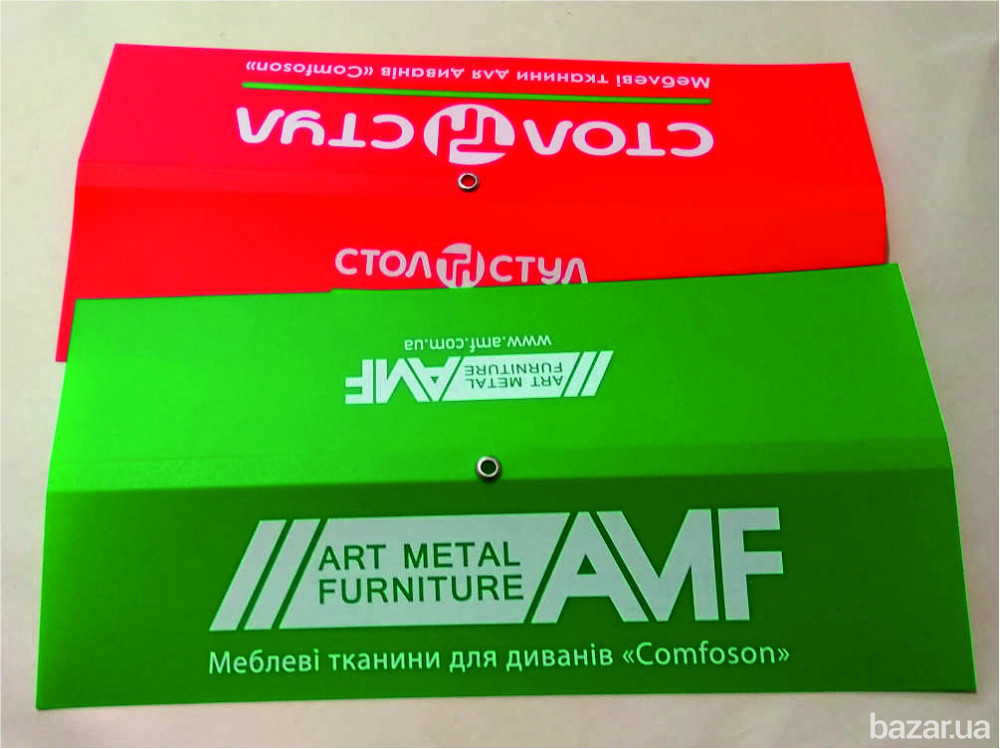 Меблеві тканини для диванів «Comfoson»
СТОЛ СТУЛ
СТОЛ СТУЛ
www.amf.com.ua
ART METAL
FURNITURE
AMF
ART METAL
FURNITURE
AMF
Меблеві тканини для диванів «Comfoson»
bazar.ua